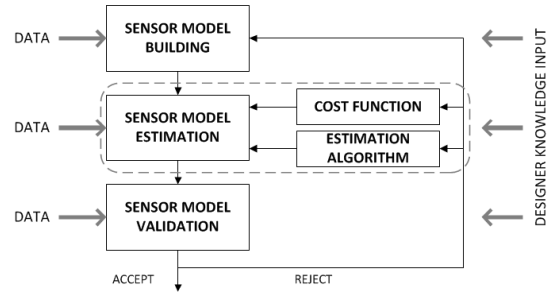 DATA
SENSOR MODEL
BUILDING
DATA
SENSOR MODEL
ESTIMATION
COST FUNCTION
ESTIMATION
ALGORITHM
DATA
SENSOR MODEL
VALIDATION
ACCEPT
REJECT
DESIGNER KNOWLEDGE INPUT